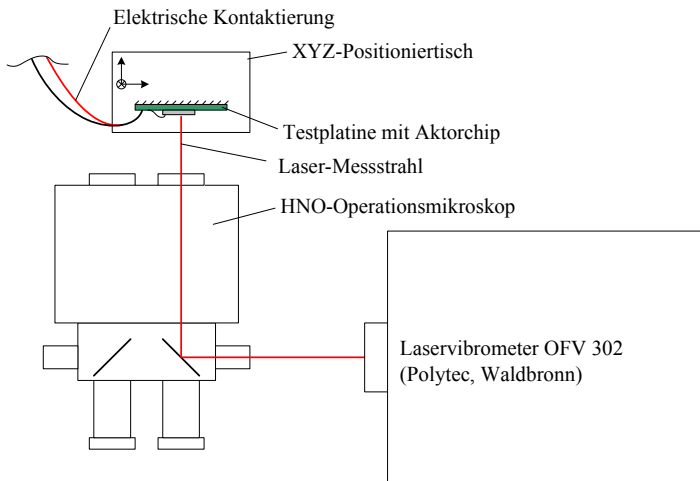 Elektrische Kontaktierung
XYZ-Positioniertisch
Testplatine mit Aktorchip
Laser-Messstrahl
HNO-Operationsmikroskop
Laservibrometer OFV 302
(Polytec, Waldbronn)